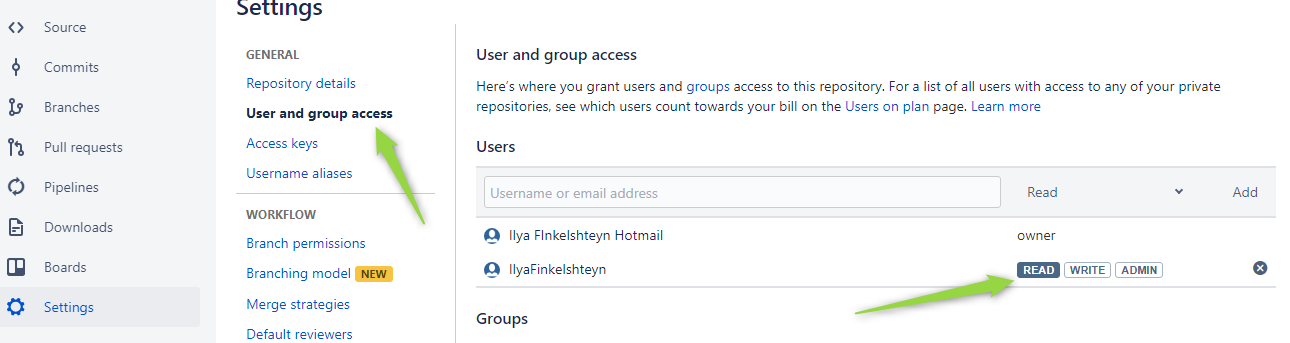 Settings
Source
Commits
Branches
Pull requests
Pipelines
Downloads
Boards
Settings
GENERAL
Repository details
User and group access
Access keys
Username aliases
WORKFLOW
Branch permissions
Branching model NEW
Merge strategies
Default reviewers
User and group access
Here's where you grant users and groups access to this repository. For a list of all users with access to any of your private
repositories, see which users count towards your bill on the Users on plan page. Learn more
Users
Username or email address Read Add
Ilya FInkelshteyn Hotmail owner
IlyaFinkelshteyn READ WRITE ADMIN
Groups